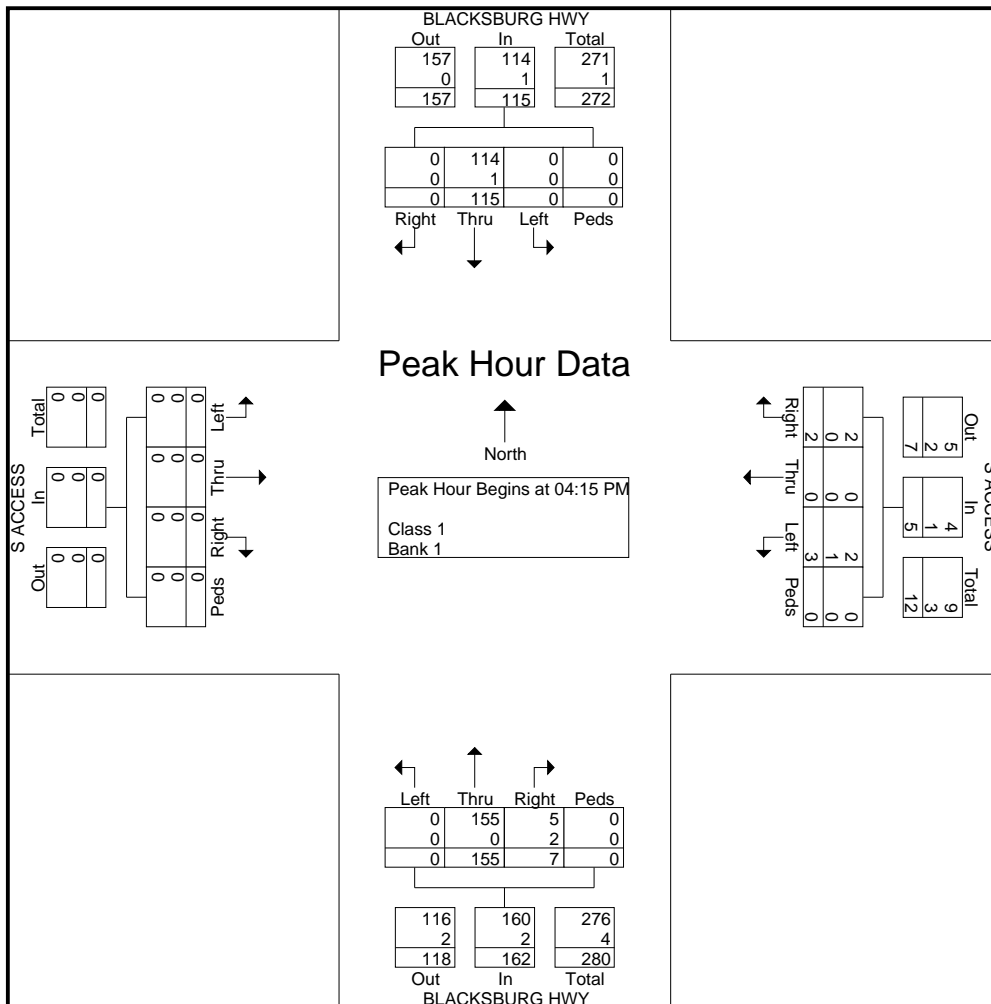 BLACKSBURG HWY
Out In Total
157 114 271
0 1 1
157 115 272
0 114 0 0
0 1 0 0
0 115 0 0
Right Thru Left Peds
Peak Hour Data
North
Peak Hour Begins at 04:15 PM
Class 1
Bank 1
S ACCESS
Total In Out
0 0 0
0 0 0
0 0 0
Left Thru Right Peds
0 0 0 0
0 0 0 0
0 0 0 0
Right Thru Left Peds
2 0 2 0
0 0 1 0
2 0 3 0
S ACCESS
Out In Total
5 4 9
2 1 3
7 5 12
Left Thru Right Peds
0 155 5 0
0 0 2 0
0 155 7 0
116 160 276
2 2 4
118 162 280
Out In Total
BLACKSBURG HWY